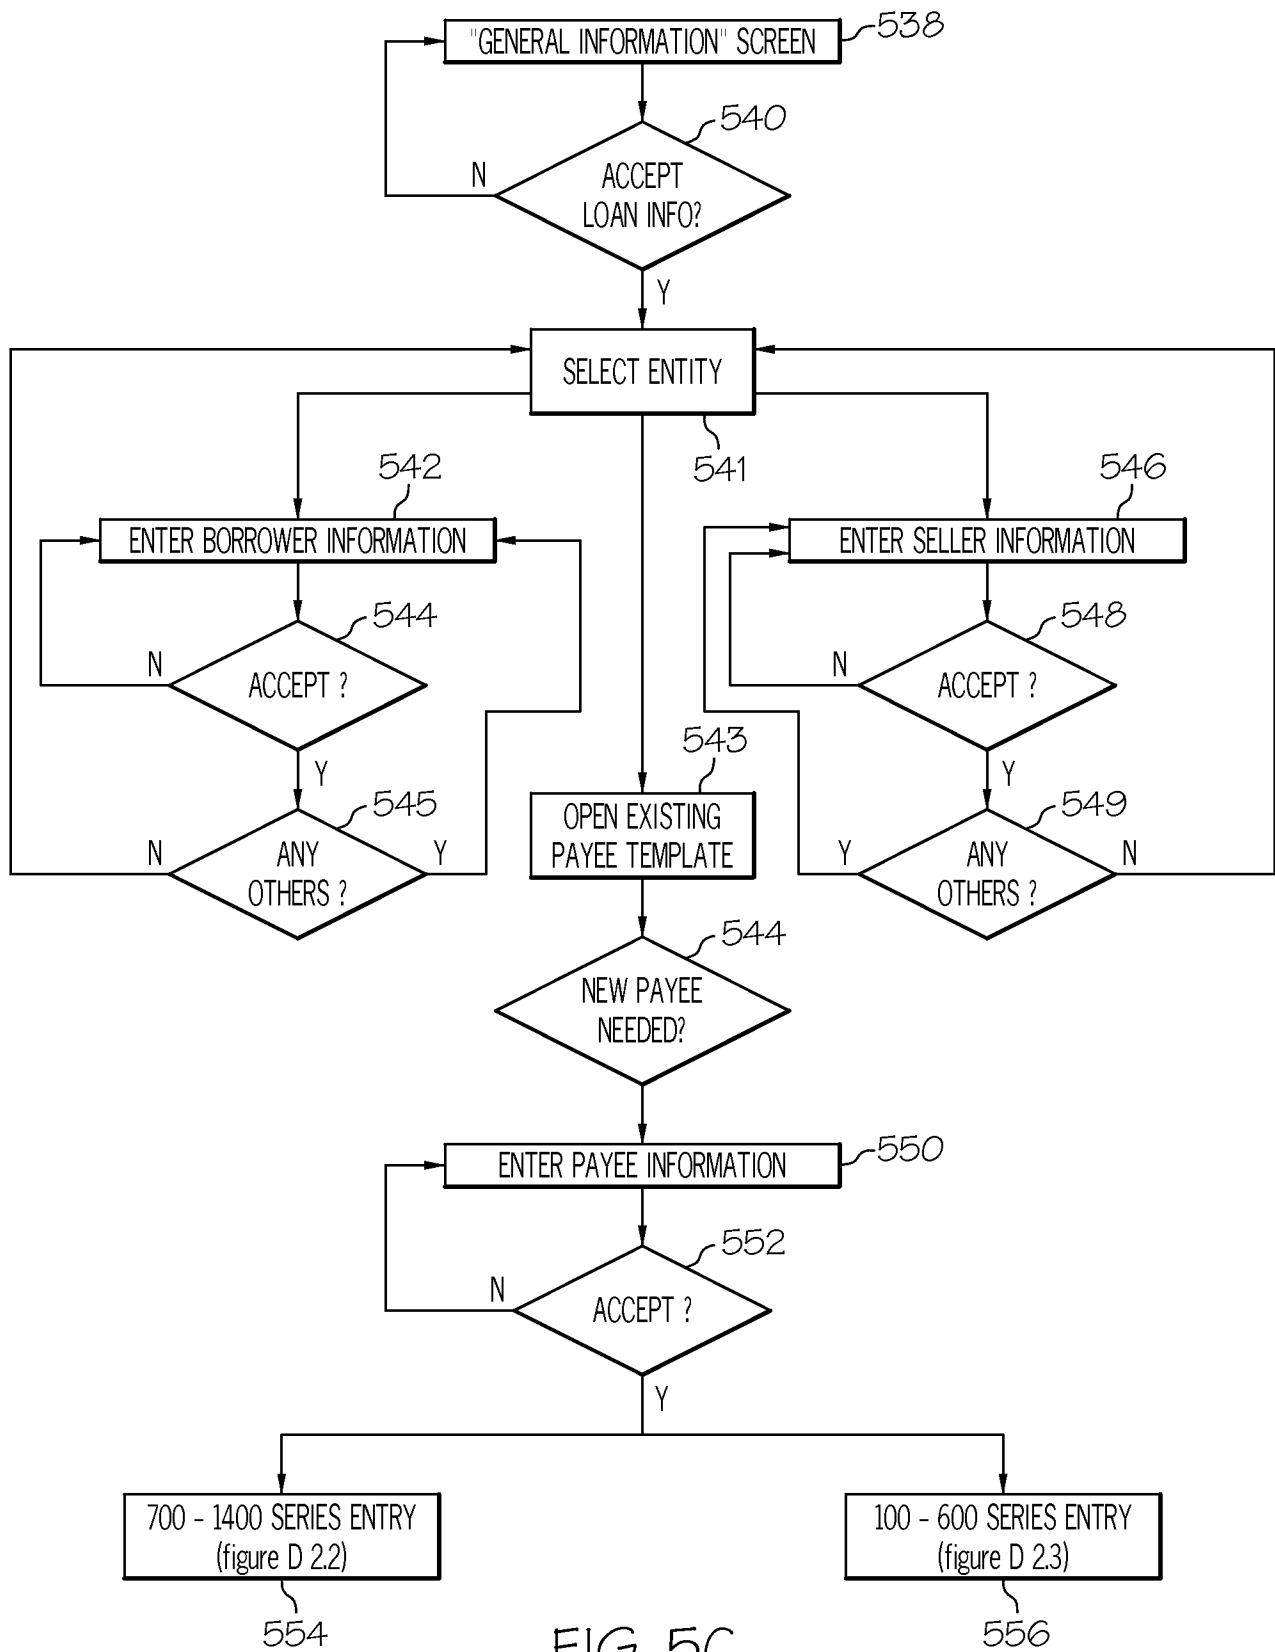 "GENERAL INFORMATION" SCREEN
538
540
ACCEPT
LOAN INFO?
N
Y
SELECT ENTITY
541
542
546
ENTER BORROWER INFORMATION
ENTER SELLER INFORMATION
544
548
N
ACCEPT ?
N
ACCEPT ?
Y
543
Y
545
549
OPEN EXISTING
PAYEE TEMPLATE
N
ANY
OTHERS ?
Y
Y
ANY
OTHERS ?
N
544
NEW PAYEE
NEEDED?
ENTER PAYEE INFORMATION
550
552
N
ACCEPT ?
Y
700 - 1400 SERIES ENTRY
(figure D 2.2)
100 - 600 SERIES ENTRY
(figure D 2.3)
554
FIG. 5C
556